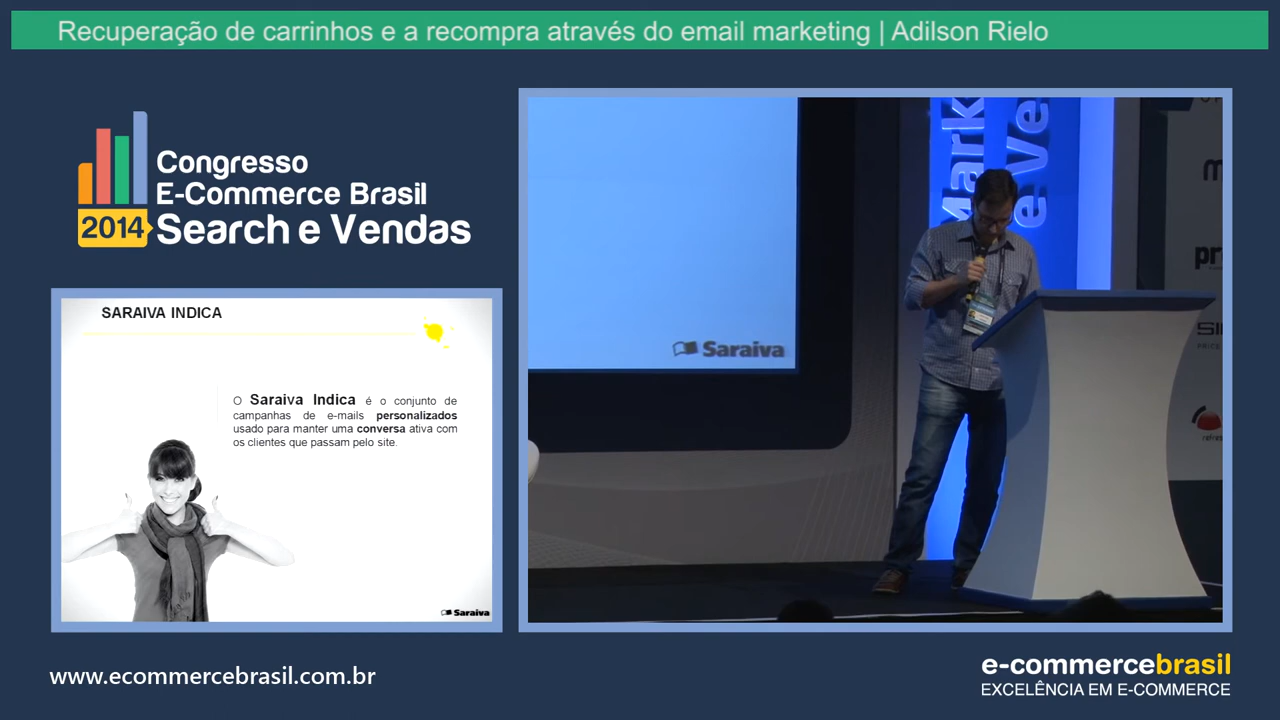 Recuperação de carrinhos e a recompra através do email marketing | Adilson Rielo
Congresso
E-Commerce Brasil
2014 Search e Vendas
SARAIVA INDICA
O Saraiva Indica é o conjunto de
campanhas de e-mails personalizados
usado para manter uma conversa ativa com
os clientes que passam pelo site.
Saraiva
Saraiva
Mark
e Ve
www.ecommercebrasil.com.br
e-commercebrasil
EXCELÊNCIA EM E-COMMERCE